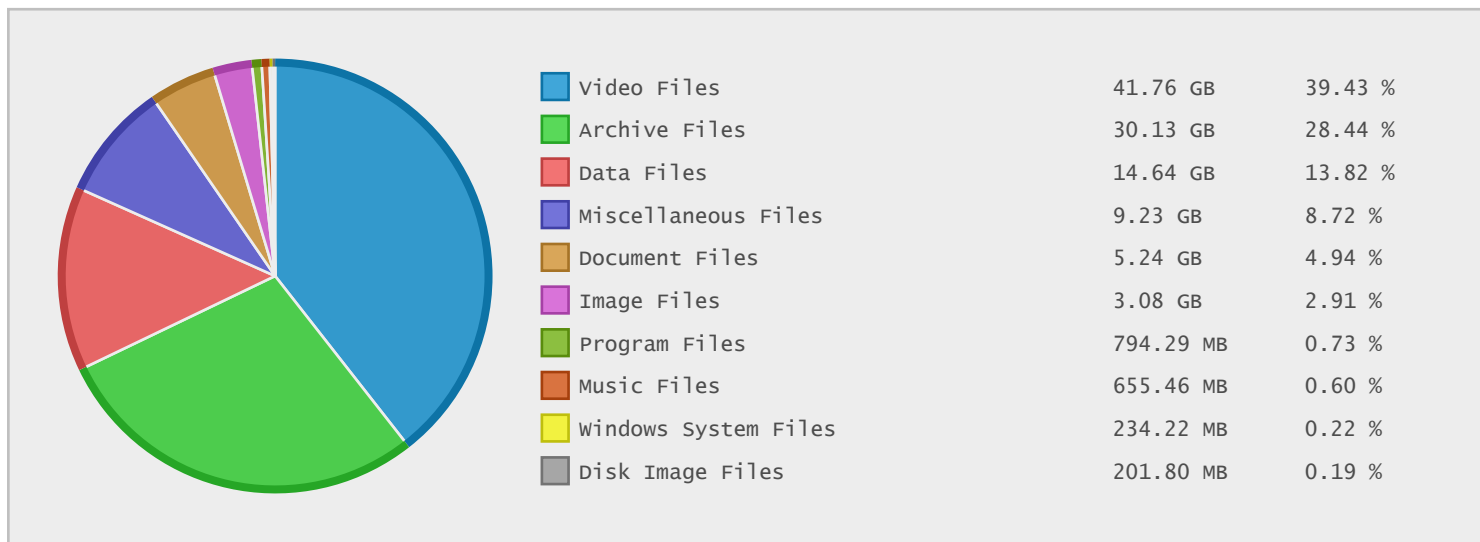 Video Files 41.76 GB 39.43 %
Archive Files 30.13 GB 28.44 %
Data Files 14.64 GB 13.82 %
Miscellaneous Files 9.23 GB 8.72 %
Document Files 5.24 GB 4.94 %
Image Files 3.08 GB 2.91 %
Program Files 794.29 MB 0.73 %
Music Files 655.46 MB 0.60 %
Windows System Files 234.22 MB 0.22 %
Disk Image Files 201.80 MB 0.19 %